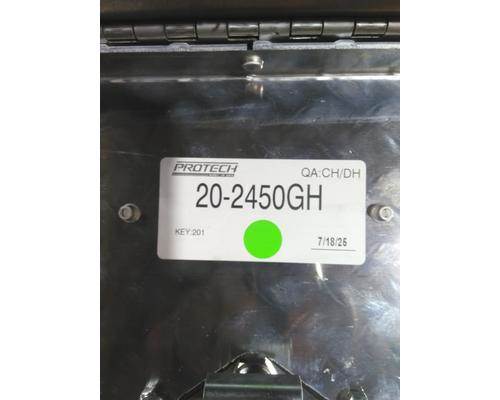 PROTECH
QA:CH/DH
20-2450GH
KEY:201
7/18/25